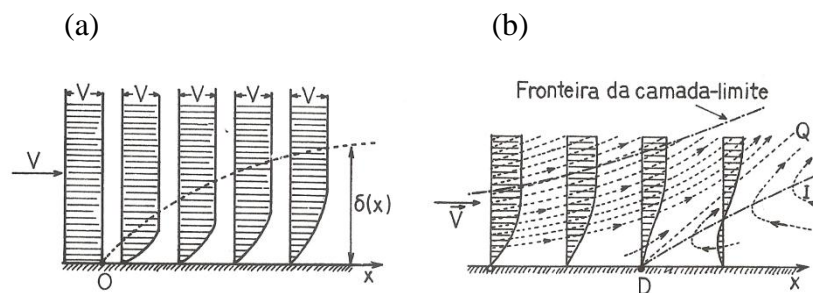 (a)
(b)
V V V V V
V
δ(x)
O
x
Fronteira da camada-limite
V
Q
I
D
x